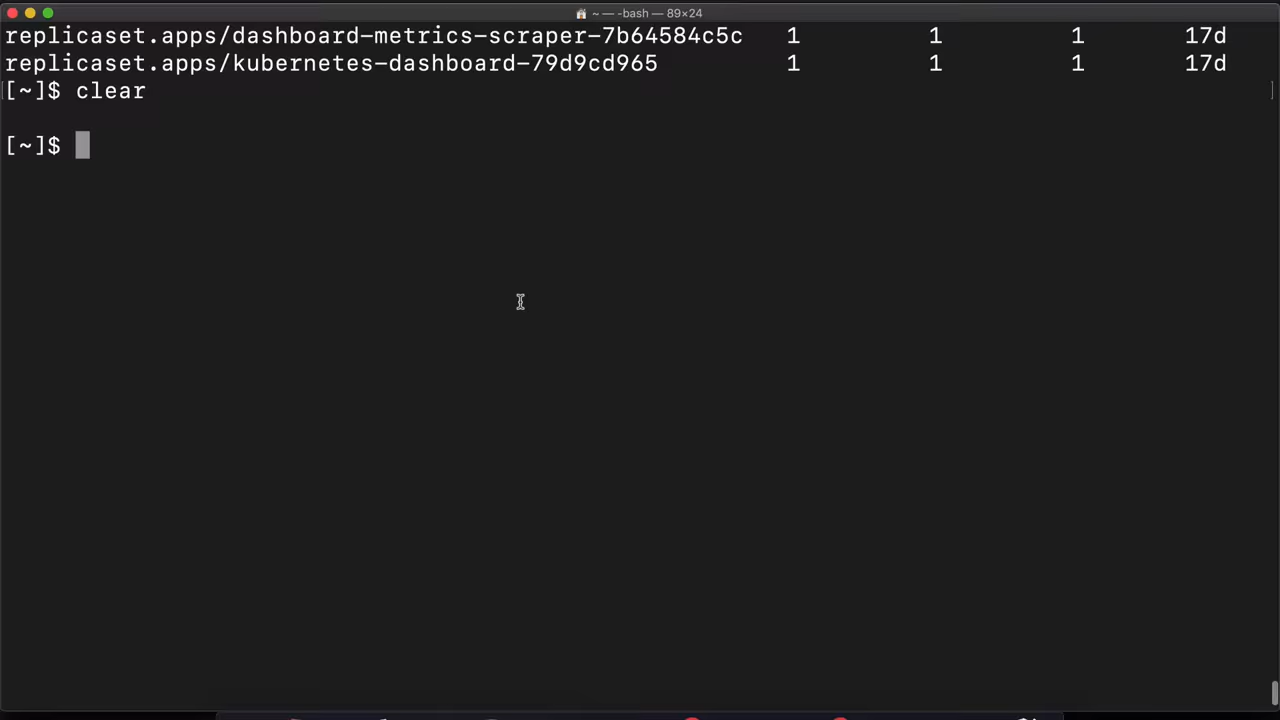 ~ — -bash — 89×24
replicaset.apps/dashboard-metrics-scraper-7b64584c5c 1 1 1 17d
replicaset.apps/kubernetes-dashboard-79d9cd965 1 1 1 17d
[~]$ clear
[~]$